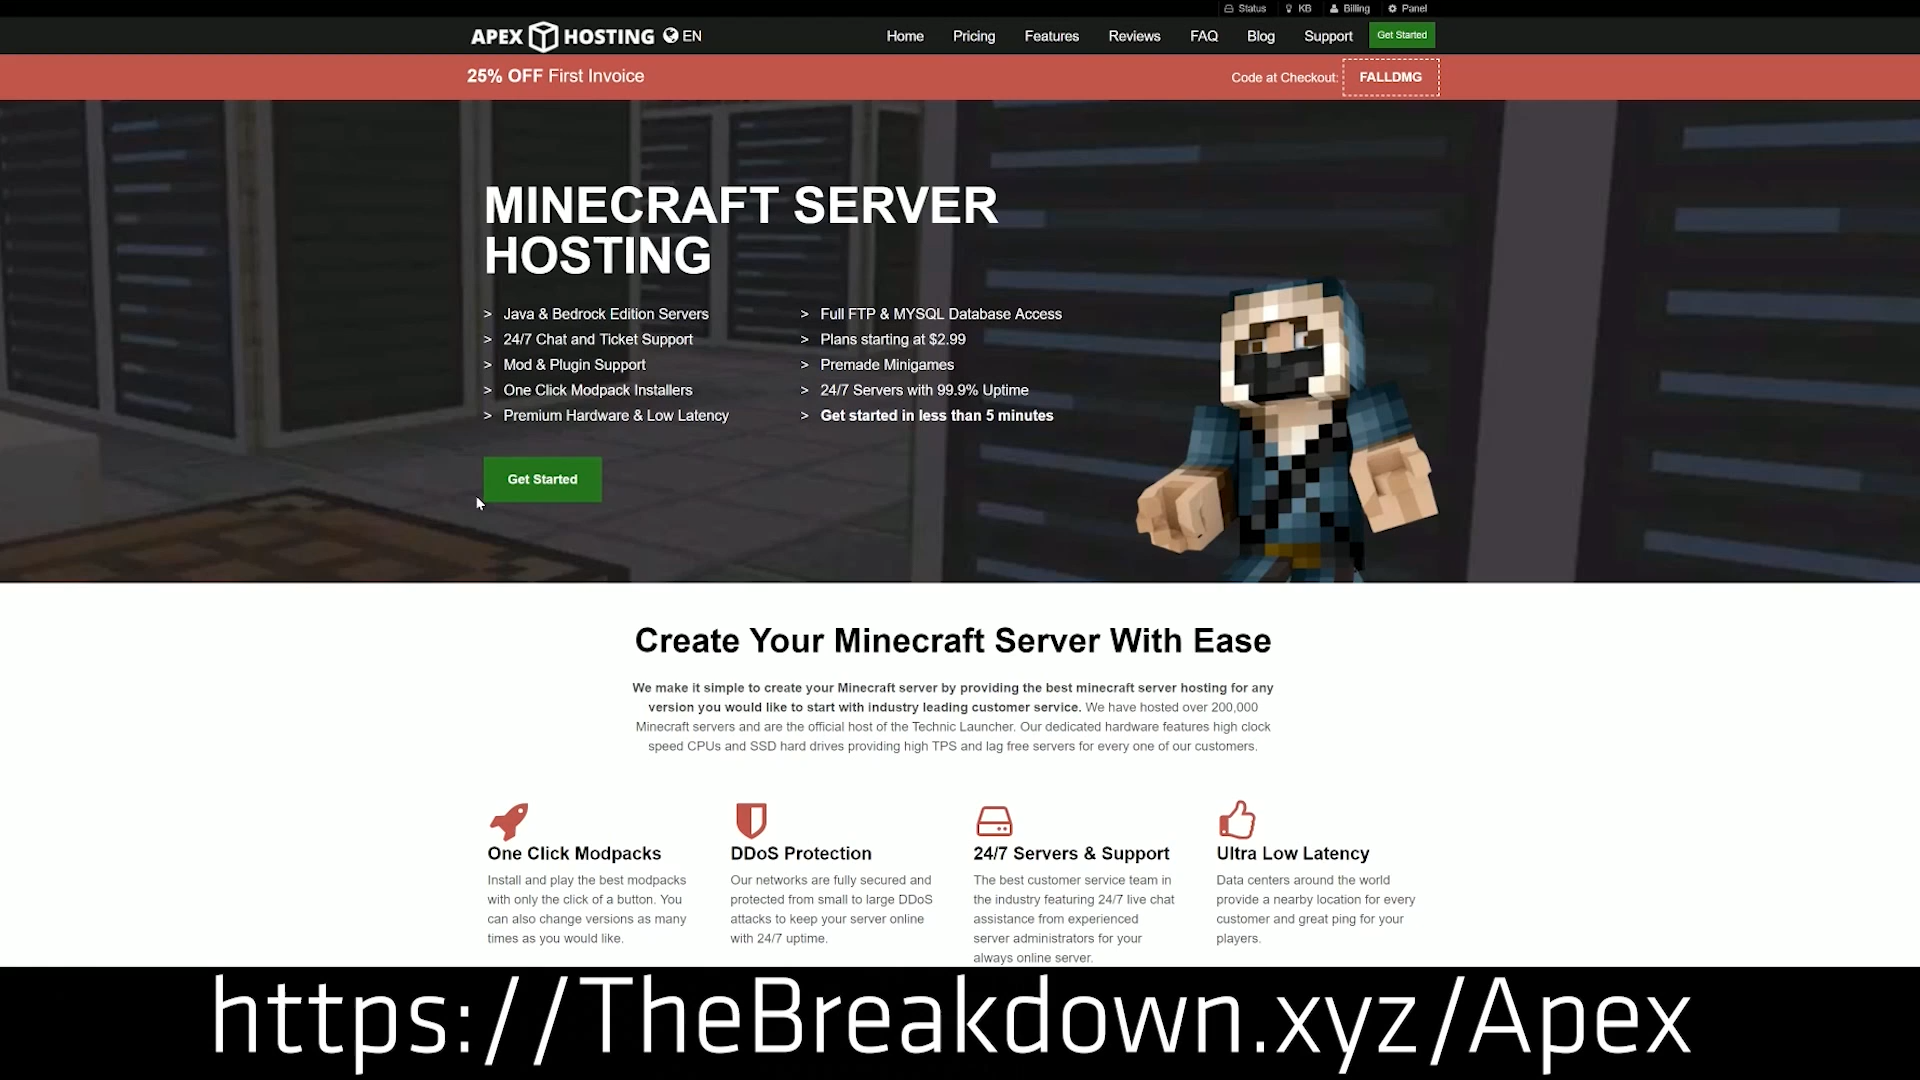 Status KB Billing Panel
APEX HOSTING EN Home Pricing Features Reviews FAQ Blog Support Get Started
25% OFF First Invoice Code at Checkout: FALLDMG
MINECRAFT SERVER
HOSTING
> Java & Bedrock Edition Servers
> 24/7 Chat and Ticket Support
> Mod & Plugin Support
> One Click Modpack Installers
> Premium Hardware & Low Latency
> Full FTP & MYSQL Database Access
> Plans starting at $2.99
> Premade Minigames
> 24/7 Servers with 99.9% Uptime
> Get started in less than 5 minutes
Get Started
Create Your Minecraft Server With Ease
We make it simple to create your Minecraft server by providing the best minecraft server hosting for any
version you would like to start with industry leading customer service. We have hosted over 200,000
Minecraft servers and are the official host of the Technic Launcher. Our dedicated hardware features high clock
speed CPUs and SSD hard drives providing high TPS and lag free servers for every one of our customers.
One Click Modpacks
Install and play the best modpacks
with only the click of a button. You
can also change versions as many
times as you would like.
DDoS Protection
Our networks are fully secured and
protected from small to large DDoS
attacks to keep your server online
with 24/7 uptime.
24/7 Servers & Support
The best customer service team in
the industry featuring 24/7 live chat
assistance from experienced
server administrators for your
always online server.
Ultra Low Latency
Data centers around the world
provide a nearby location for every
customer and great ping for your
players.
https://TheBreakdown.xyz/Apex